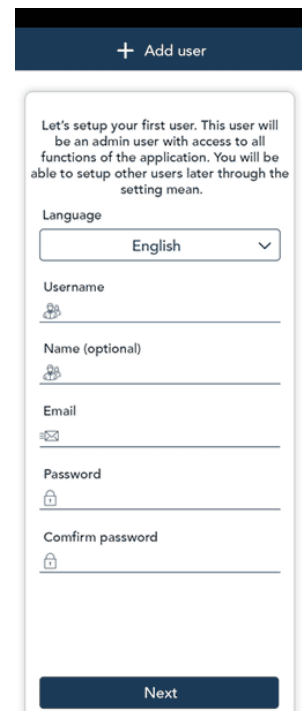 + Add user
Let's setup your first user. This user will
be an admin user with access to all
functions of the application. You will be
able to setup other users later through the
setting mean.
Language
English
Username
Name (optional)
Email
Password
Comfirm password
Next